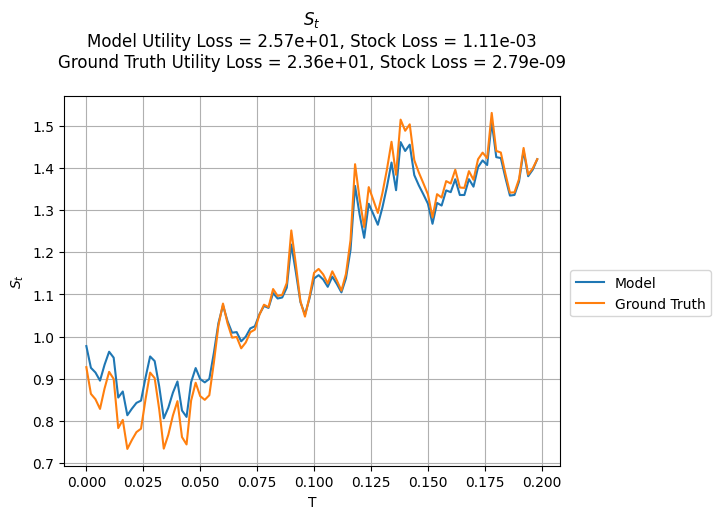 S_t
Model Utility Loss = 2.57e+01, Stock Loss = 1.11e-03
Ground Truth Utility Loss = 2.36e+01, Stock Loss = 2.79e-09
1.5
1.4
1.3
1.2
1.1
1.0
0.9
0.8
0.7
S_t
0.000 0.025 0.050 0.075 0.100 0.125 0.150 0.175 0.200
T
Model
Ground Truth